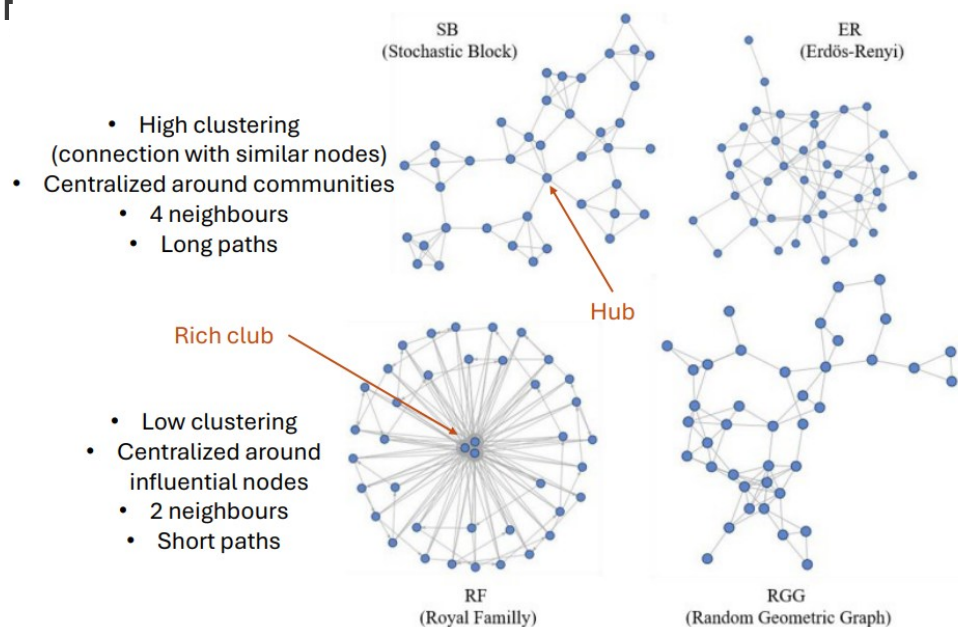 SB
(Stochastic Block)
ER
(Erdös-Renyi)
• High clustering
(connection with similar nodes)
• Centralized around communities
• 4 neighbours
• Long paths
Hub
Rich club
• Low clustering
• Centralized around
influential nodes
• 2 neighbours
• Short paths
RF
(Royal Familly)
RGG
(Random Geometric Graph)